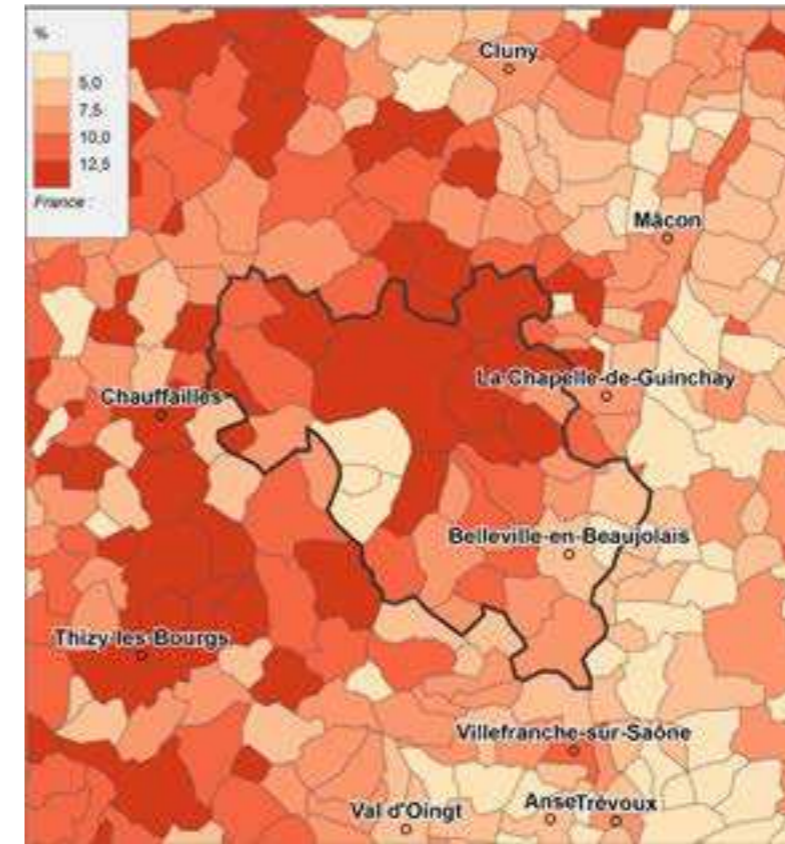 %
5,0
7,5
10,0
12,5
France :
Cluny
Mâcon
La Chapelle-de-Guinchay
Chauffailles
Belleville-en-Beaujolais
Thizy-les-Bourgs
Villefranche-sur-Saône
Val d'Oingt
Anse
Trévoux